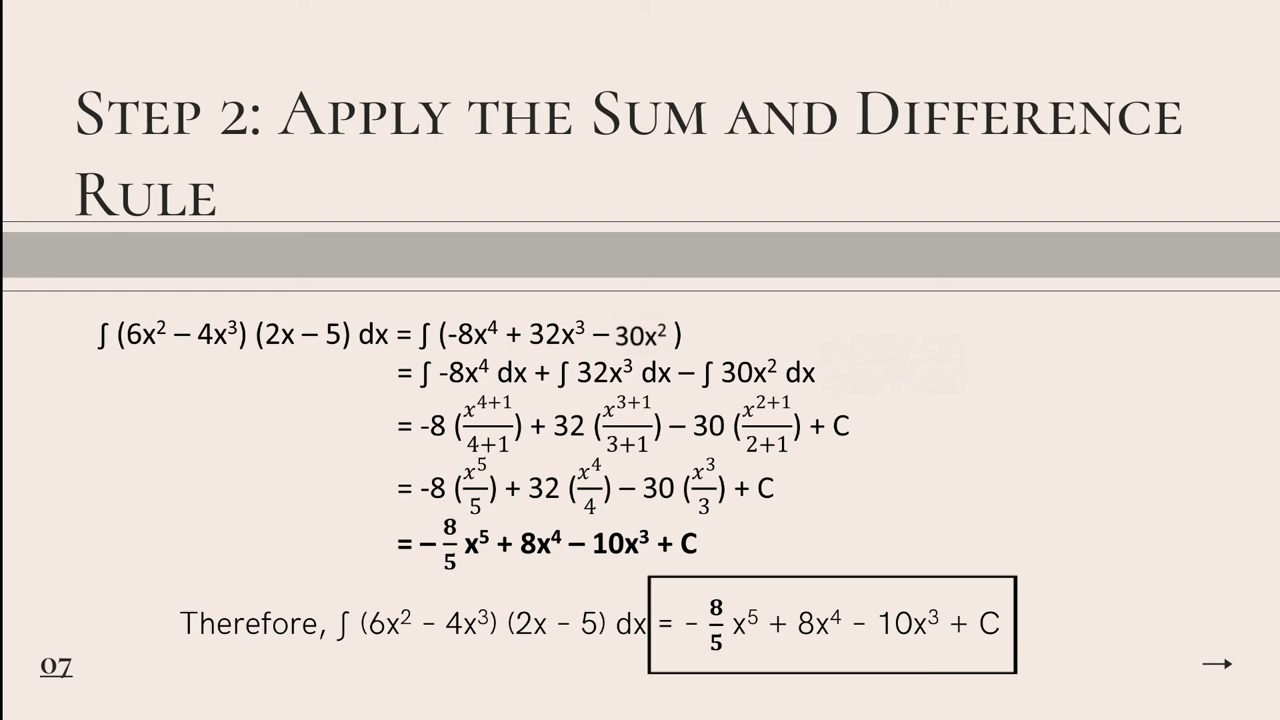 Step 2: Apply the Sum and Difference
Rule
∫ (6x² – 4x³) (2x – 5) dx = ∫ (-8x⁴ + 32x³ – 30x² )
= ∫ -8x⁴ dx + ∫ 32x³ dx – ∫ 30x² dx
= -8 (x⁴⁺¹/4+1) + 32 (x³⁺¹/3+1) – 30 (x²⁺¹/2+1) + C
= -8 (x⁵/5) + 32 (x⁴/4) – 30 (x³/3) + C
= – 8/5 x⁵ + 8x⁴ – 10x³ + C
Therefore, ∫ (6x² – 4x³) (2x – 5) dx = – 8/5 x⁵ + 8x⁴ – 10x³ + C
07
→